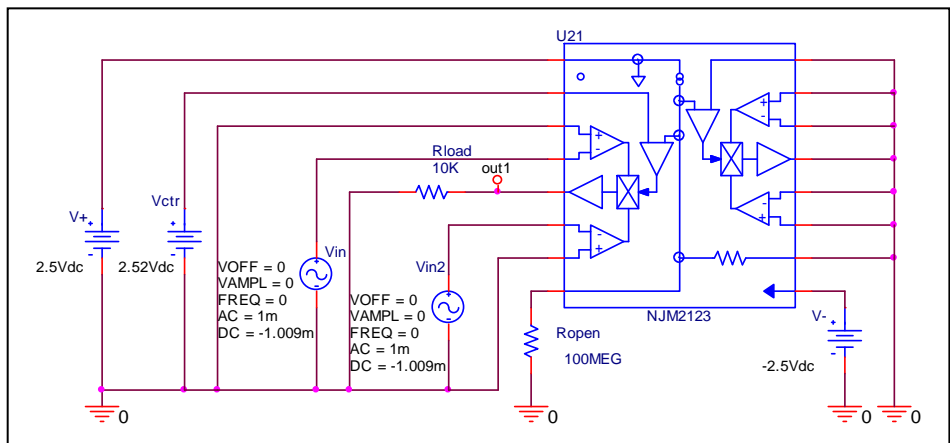 U21
Rload
10K
out1
V+
+
-
2.5Vdc
Vctr
+
-
2.52Vdc
Vin
+
-
VOFF = 0
VAMPL = 0
FREQ = 0
AC = 1m
DC = -1.009m
Vin2
+
-
VOFF = 0
VAMPL = 0
FREQ = 0
AC = 1m
DC = -1.009m
+
-
-
+
+
-
-
+
NJM2123
Ropen
100MEG
V-
+
-
-2.5Vdc
0
0
0
0